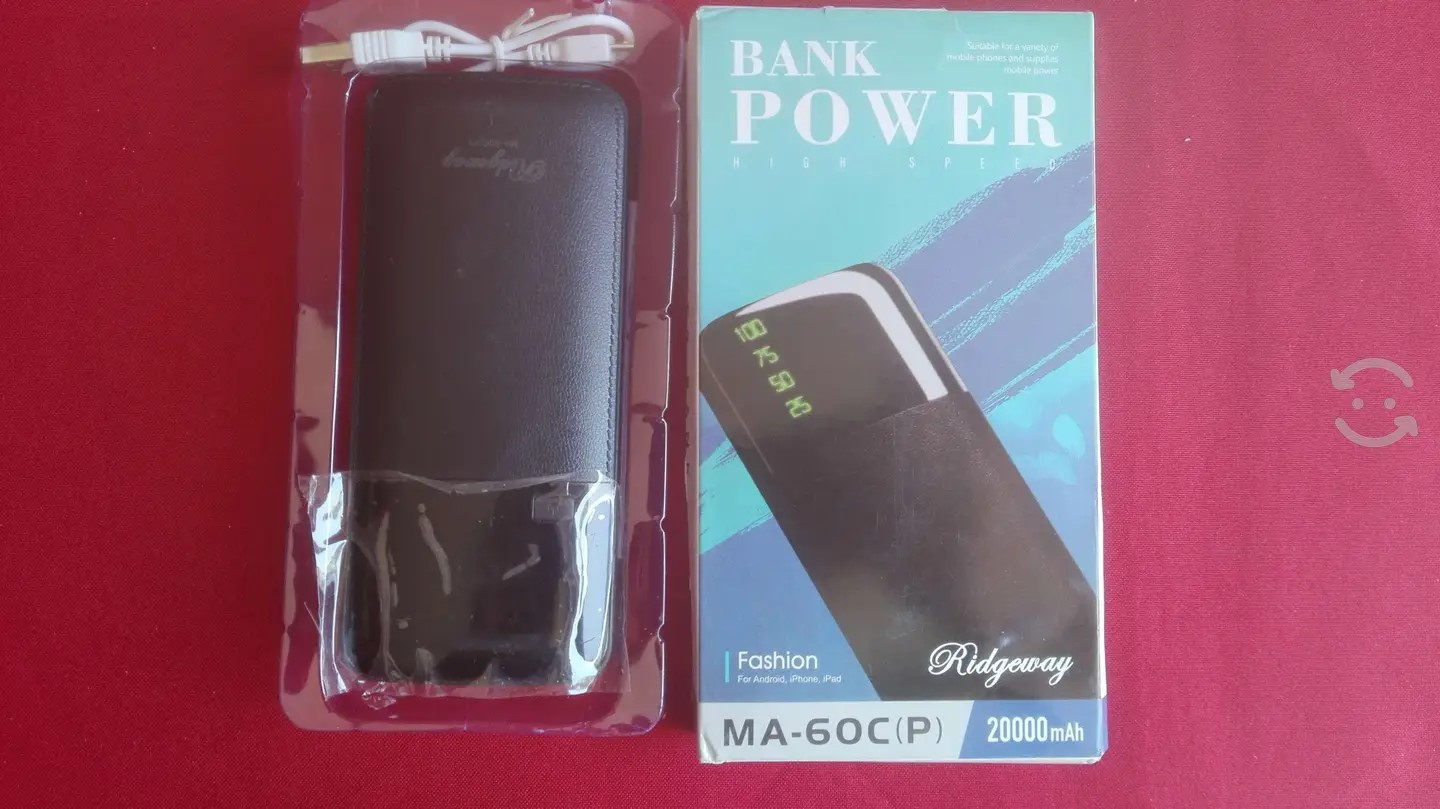 BANK
POWER
HIGH SPEED
Suitable for a variety of
mobile phones and supplies
mobile power
100
75
50
25
Fashion
For Android, iPhone, iPad
Ridgeway
MA-60C(P)
20000mAh
Ridgeway